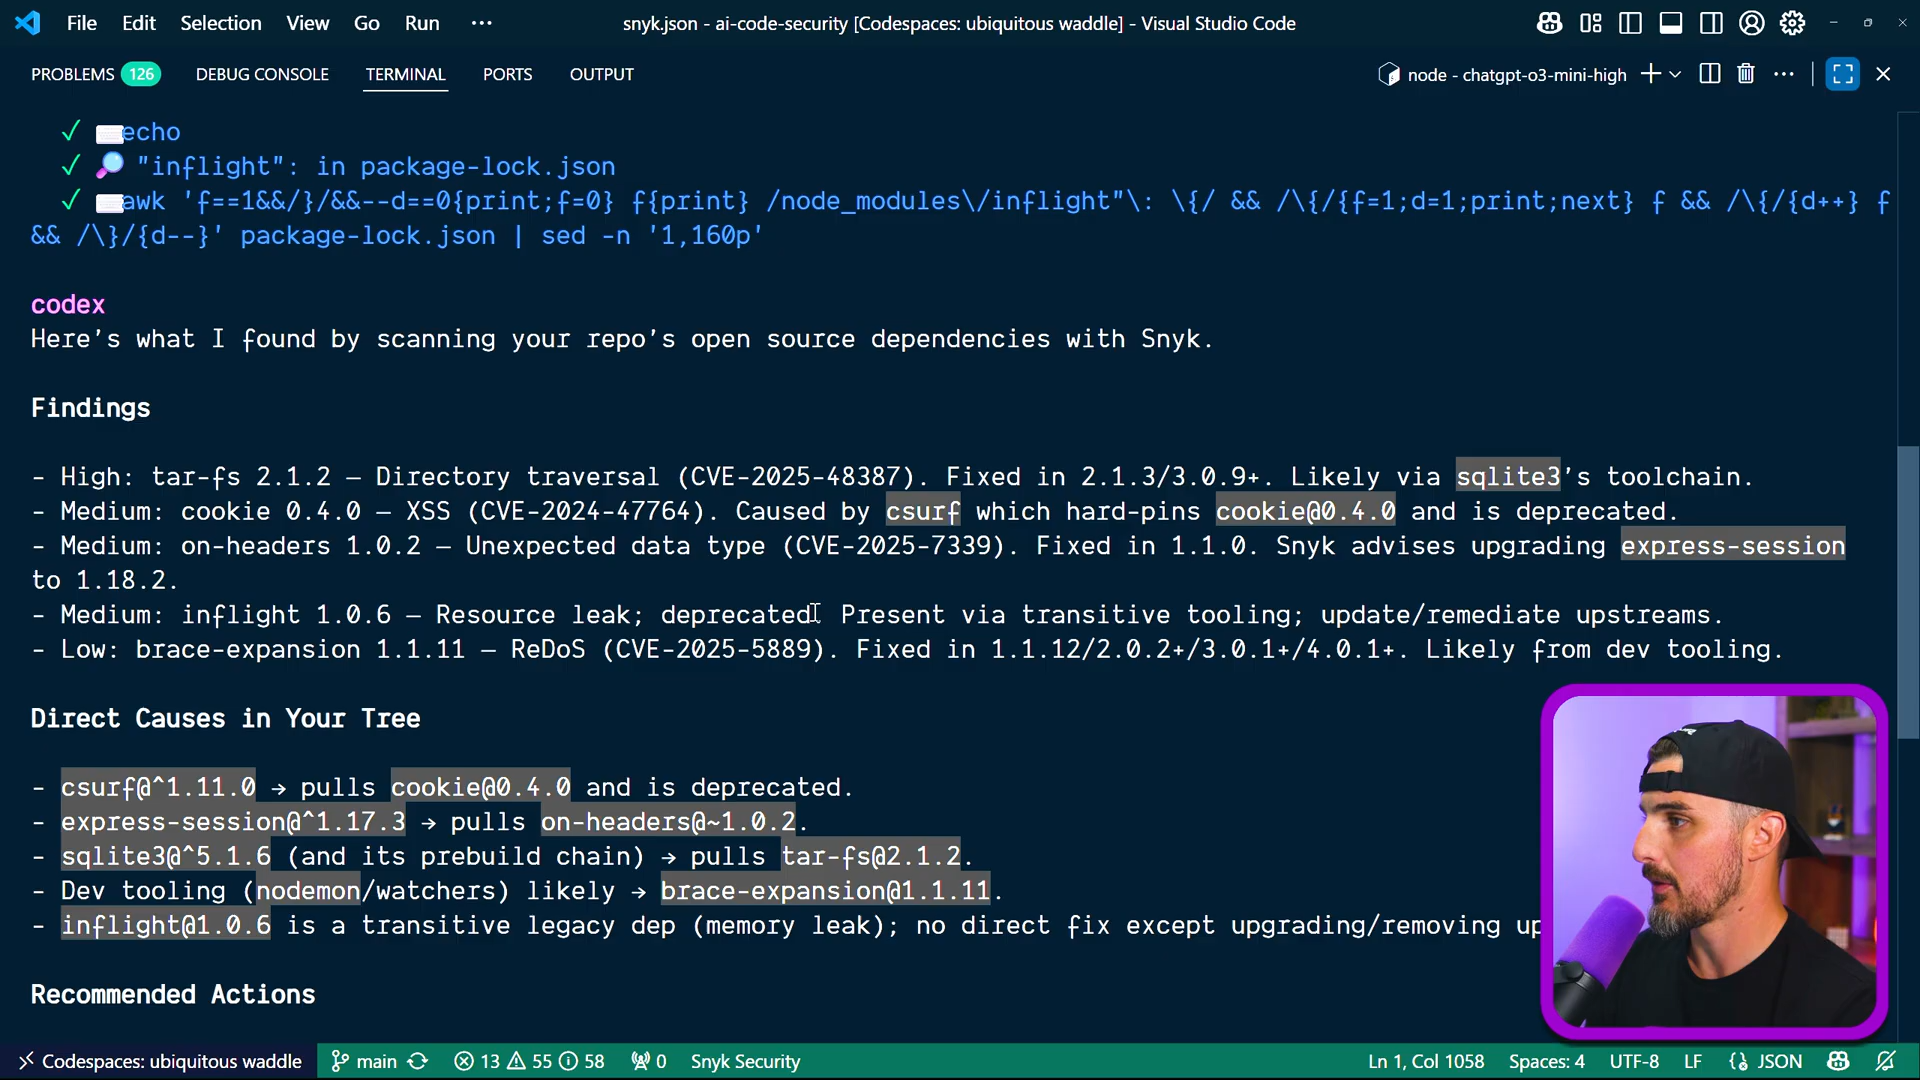 File Edit Selection View Go Run ··· snyk.json - ai-code-security [Codespaces: ubiquitous waddle] - Visual Studio Code
PROBLEMS 126 DEBUG CONSOLE TERMINAL PORTS OUTPUT node - chatgpt-o3-mini-high
✓ echo
✓ "inflight": in package-lock.json
✓ awk 'f==1&&/}/&&--d==0{print;f=0} f{print} /node_modules\/inflight"\: \{/ && /\{/{f=1;d=1;print;next} f && /\{/{d++} f
&& /\}/{d--}' package-lock.json | sed -n '1,160p'
codex
Here's what I found by scanning your repo's open source dependencies with Snyk.
Findings
- High: tar-fs 2.1.2 — Directory traversal (CVE-2025-48387). Fixed in 2.1.3/3.0.9+. Likely via sqlite3's toolchain.
- Medium: cookie 0.4.0 — XSS (CVE-2024-47764). Caused by csurf which hard-pins cookie@0.4.0 and is deprecated.
- Medium: on-headers 1.0.2 — Unexpected data type (CVE-2025-7339). Fixed in 1.1.0. Snyk advises upgrading express-session
to 1.18.2.
- Medium: inflight 1.0.6 — Resource leak; deprecated. Present via transitive tooling; update/remediate upstreams.
- Low: brace-expansion 1.1.11 — ReDoS (CVE-2025-5889). Fixed in 1.1.12/2.0.2+/3.0.1+/4.0.1+. Likely from dev tooling.
Direct Causes in Your Tree
- csurf@^1.11.0 → pulls cookie@0.4.0 and is deprecated.
- express-session@^1.17.3 → pulls on-headers@~1.0.2.
- sqlite3@^5.1.6 (and its prebuild chain) → pulls tar-fs@2.1.2.
- Dev tooling (nodemon/watchers) likely → brace-expansion@1.1.11.
- inflight@1.0.6 is a transitive legacy dep (memory leak); no direct fix except upgrading/removing up
Recommended Actions
Codespaces: ubiquitous waddle main 13 55 58 0 Snyk Security Ln 1, Col 1058 Spaces: 4 UTF-8 LF {} JSON